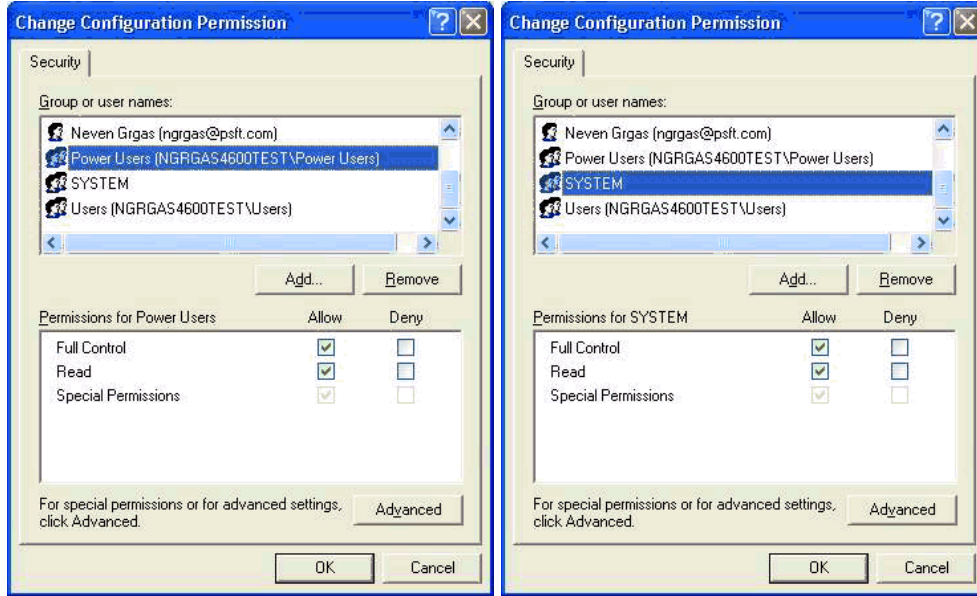 Change Configuration Permission
Security
Group or user names:
Neven Grgas (ngrgas@psft.com)
Power Users (NGRGAS4600TEST\Power Users)
SYSTEM
Users (NGRGAS4600TEST\Users)
Add... Remove
Permissions for Power Users Allow Deny
Full Control
Read
Special Permissions
For special permissions or for advanced settings,
click Advanced.
Advanced
OK Cancel
Change Configuration Permission
Security
Group or user names:
Neven Grgas (ngrgas@psft.com)
Power Users (NGRGAS4600TEST\Power Users)
SYSTEM
Users (NGRGAS4600TEST\Users)
Add... Remove
Permissions for SYSTEM Allow Deny
Full Control
Read
Special Permissions
For special permissions or for advanced settings,
click Advanced.
Advanced
OK Cancel